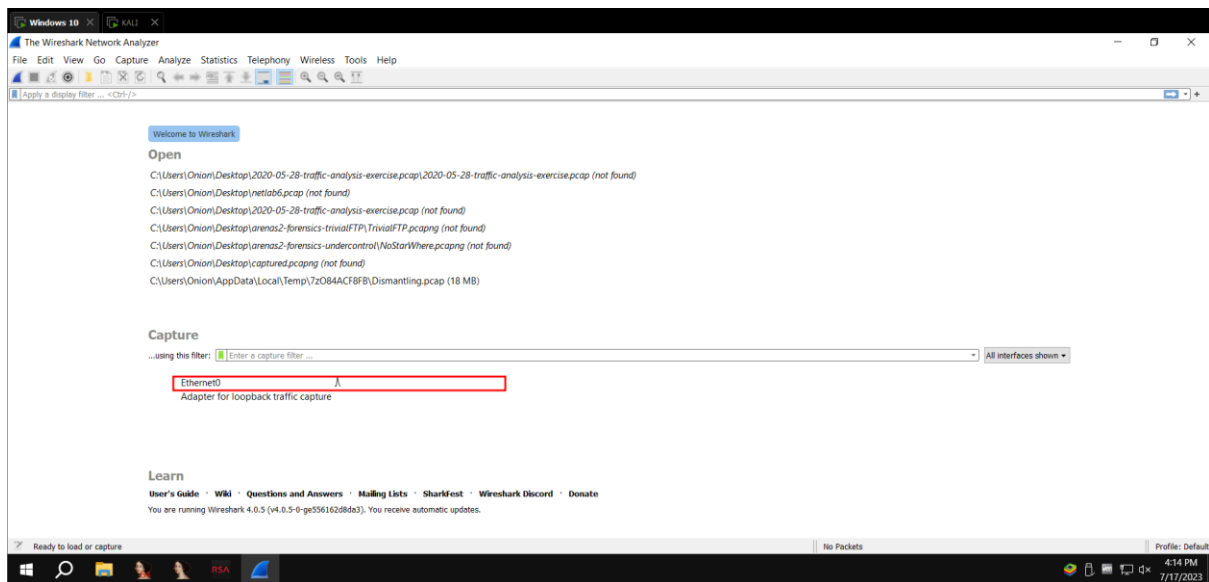 Windows 10 KALI
The Wireshark Network Analyzer
File Edit View Go Capture Analyze Statistics Telephony Wireless Tools Help
Apply a display filter ... <Ctrl-/>
Welcome to Wireshark
Open
C:\Users\Onion\Desktop\2020-05-28-traffic-analysis-exercise.pcap\2020-05-28-traffic-analysis-exercise.pcap (not found)
C:\Users\Onion\Desktop\netlab6.pcap (not found)
C:\Users\Onion\Desktop\2020-05-28-traffic-analysis-exercise.pcap (not found)
C:\Users\Onion\Desktop\arenas2-forensics-trivialFTP\TrivialFTP.pcapng (not found)
C:\Users\Onion\Desktop\arenas2-forensics-undercontrol\NoStarWhere.pcapng (not found)
C:\Users\Onion\Desktop\captured.pcapng (not found)
C:\Users\Onion\AppData\Local\Temp\7zO84ACF8FB\Dismantling.pcap (18 MB)
Capture
...using this filter: Enter a capture filter ... All interfaces shown
Ethernet0
Adapter for loopback traffic capture
Learn
User's Guide · Wiki · Questions and Answers · Mailing Lists · SharkFest · Wireshark Discord · Donate
You are running Wireshark 4.0.5 (v4.0.5-0-ge556162d8da3). You receive automatic updates.
Ready to load or capture No Packets Profile: Default
RSA 4:14 PM
7/17/2023